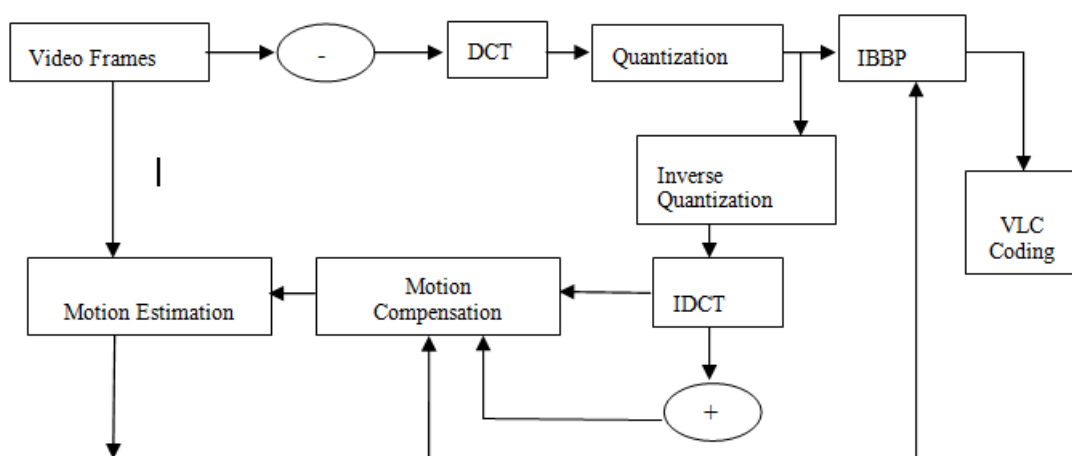 Video Frames
-
DCT
Quantization
IBBP
Inverse
Quantization
VLC
Coding
Motion Estimation
Motion
Compensation
IDCT
+